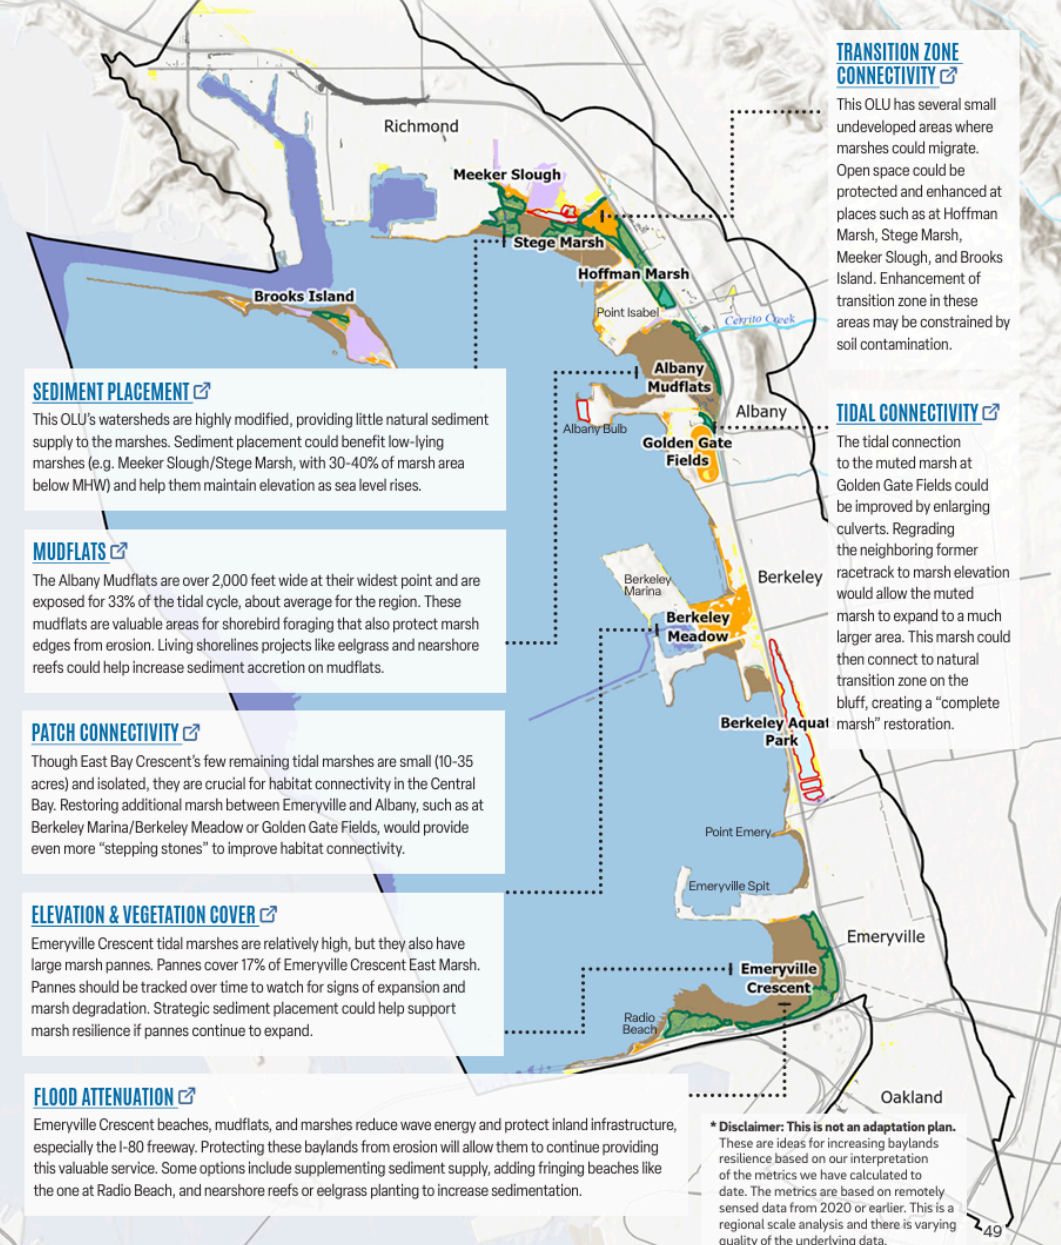 TRANSITION ZONE
CONNECTIVITY
This OLU has several small
undeveloped areas where
marshes could migrate.
Open space could be
protected and enhanced at
places such as at Hoffman
Marsh, Stege Marsh,
Meeker Slough, and Brooks
Island. Enhancement of
transition zone in these
areas may be constrained by
soil contamination.
Richmond
Meeker Slough
Stege Marsh
Hoffman Marsh
Brooks Island
Point Isabel
Cerrito Creek
Albany
Mudflats
Albany
Albany Bulb
Golden Gate
Fields
SEDIMENT PLACEMENT
This OLU's watersheds are highly modified, providing little natural sediment
supply to the marshes. Sediment placement could benefit low-lying
marshes (e.g. Meeker Slough/Stege Marsh, with 30-40% of marsh area
below MHW) and help them maintain elevation as sea level rises.
TIDAL CONNECTIVITY
The tidal connection
to the muted marsh at
Golden Gate Fields could
be improved by enlarging
culverts. Regrading
the neighboring former
racetrack to marsh elevation
would allow the muted
marsh to expand to a much
larger area. This marsh could
then connect to natural
transition zone on the
bluff, creating a "complete
marsh" restoration.
MUDFLATS
The Albany Mudflats are over 2,000 feet wide at their widest point and are
exposed for 33% of the tidal cycle, about average for the region. These
mudflats are valuable areas for shorebird foraging that also protect marsh
edges from erosion. Living shorelines projects like eelgrass and nearshore
reefs could help increase sediment accretion on mudflats.
Berkeley
Marina
Berkeley
Berkeley
Meadow
Berkeley Aquat
Park
PATCH CONNECTIVITY
Though East Bay Crescent's few remaining tidal marshes are small (10-35
acres) and isolated, they are crucial for habitat connectivity in the Central
Bay. Restoring additional marsh between Emeryville and Albany, such as at
Berkeley Marina/Berkeley Meadow or Golden Gate Fields, would provide
even more "stepping stones" to improve habitat connectivity.
Point Emery
Emeryville Spit
Emeryville
ELEVATION & VEGETATION COVER
Emeryville Crescent tidal marshes are relatively high, but they also have
large marsh pannes. Pannes cover 17% of Emeryville Crescent East Marsh.
Pannes should be tracked over time to watch for signs of expansion and
marsh degradation. Strategic sediment placement could help support
marsh resilience if pannes continue to expand.
Emeryville
Crescent
Radio
Beach
Oakland
FLOOD ATTENUATION
Emeryville Crescent beaches, mudflats, and marshes reduce wave energy and protect inland infrastructure,
especially the I-80 freeway. Protecting these baylands from erosion will allow them to continue providing
this valuable service. Some options include supplementing sediment supply, adding fringing beaches like
the one at Radio Beach, and nearshore reefs or eelgrass planting to increase sedimentation.
* Disclaimer: This is not an adaptation plan.
These are ideas for increasing baylands
resilience based on our interpretation
of the metrics we have calculated to
date. The metrics are based on remotely
sensed data from 2020 or earlier. This is a
regional scale analysis and there is varying
quality of the underlying data.
49